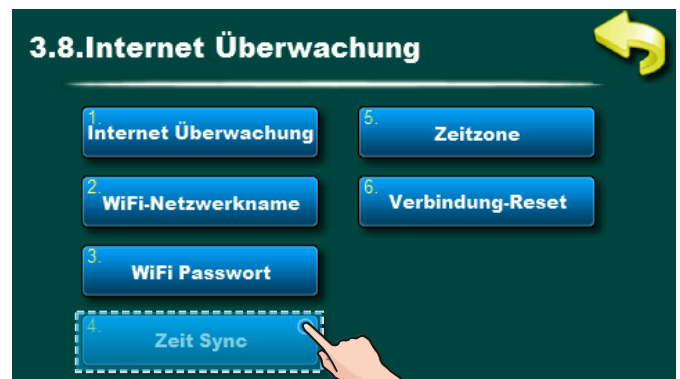 3.8.Internet Überwachung
1.
Internet Überwachung
2.
WiFi-Netzwerkname
3.
WiFi Passwort
4.
Zeit Sync
5.
Zeitzone
6.
Verbindung-Reset